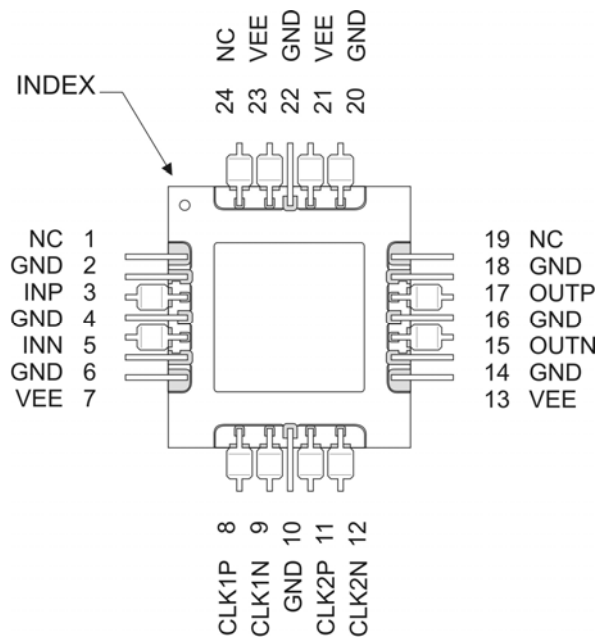 NC
VEE
GND
VEE
GND
24
23
22
21
20
INDEX
NC 1
GND 2
INP 3
GND 4
INN 5
GND 6
VEE 7
19 NC
18 GND
17 OUTP
16 GND
15 OUTN
14 GND
13 VEE
CLK1P 8
CLK1N 9
GND 10
CLK2P 11
CLK2N 12